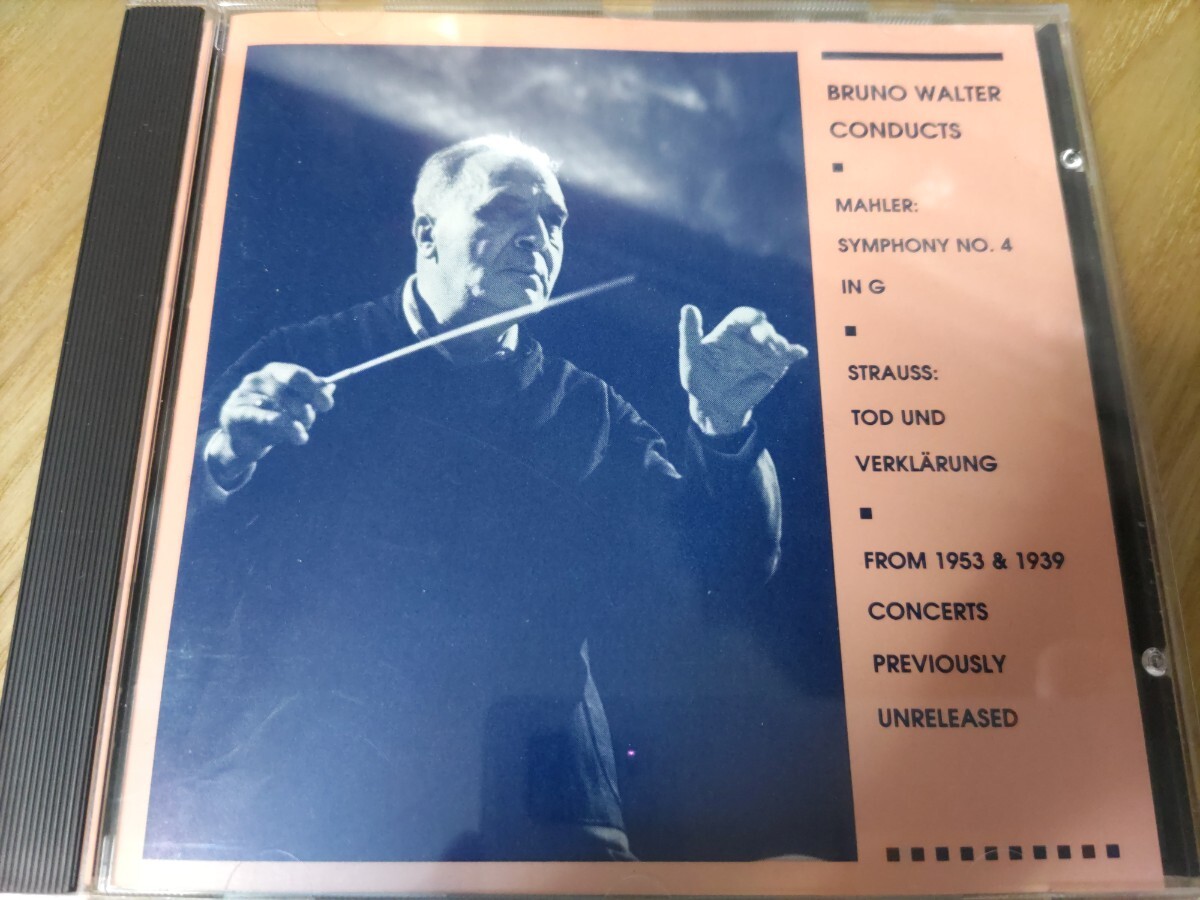 BRUNO WALTER
CONDUCTS
MAHLER:
SYMPHONY NO. 4
IN G
STRAUSS:
TOD UND
VERKLÄRUNG
FROM 1953 & 1939
CONCERTS
PREVIOUSLY
UNRELEASED